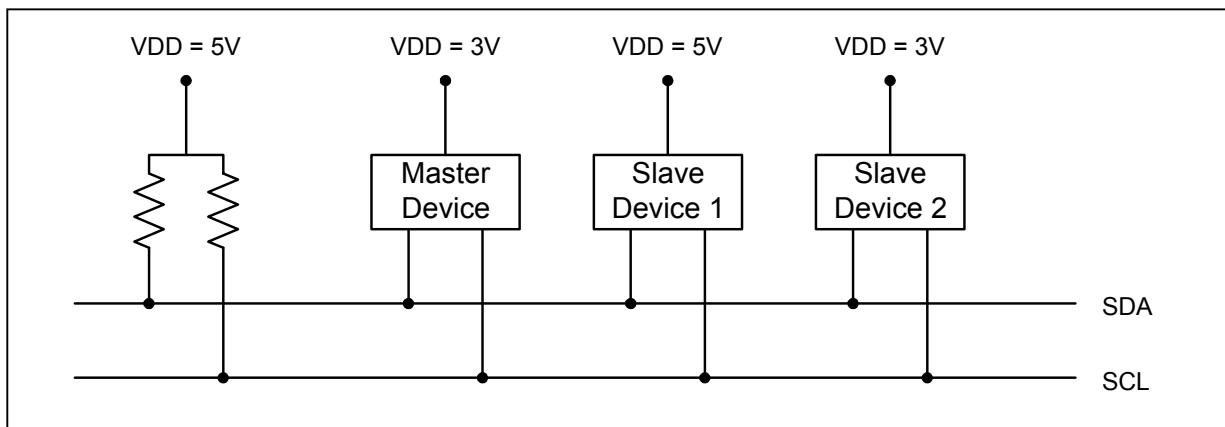 VDD = 5V
VDD = 3V
VDD = 5V
VDD = 3V
Master
Device
Slave
Device 1
Slave
Device 2
SDA
SCL